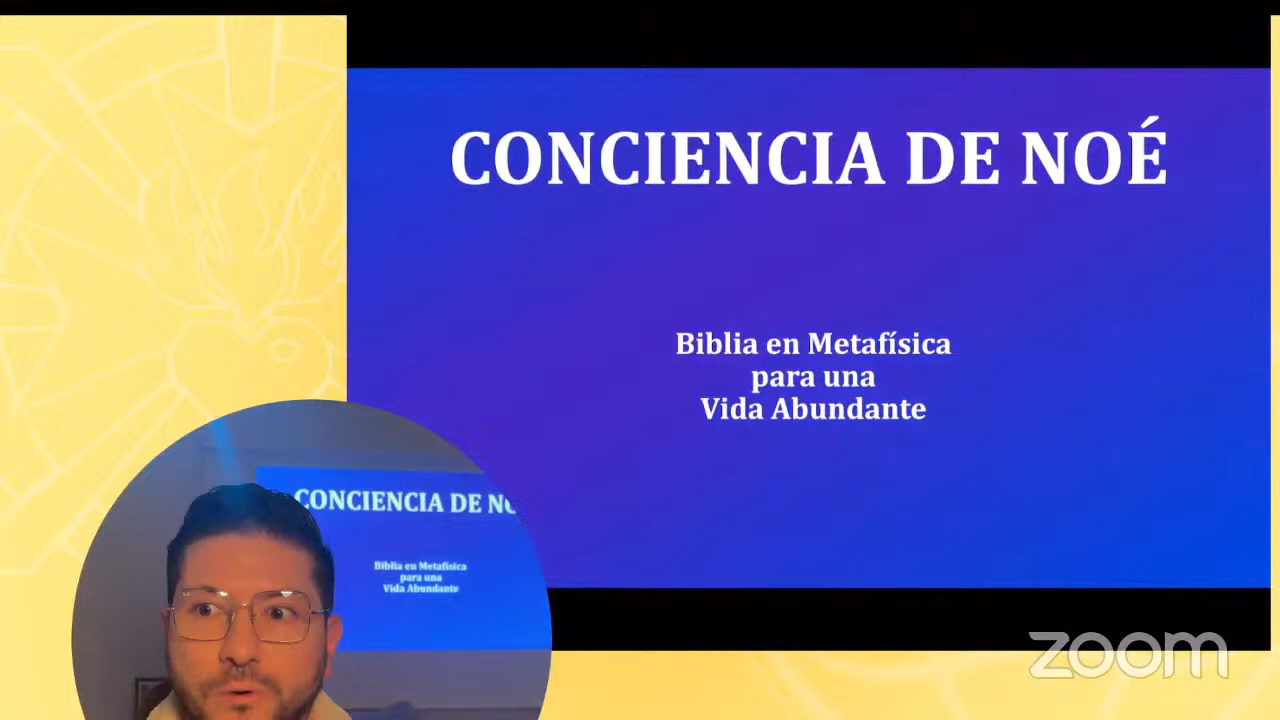 CONCIENCIA DE NOÉ
Biblia en Metafísica
para una
Vida Abundante
CONCIENCIA DE
Biblia en Metafísica
para una
Vida Abundante
zoom